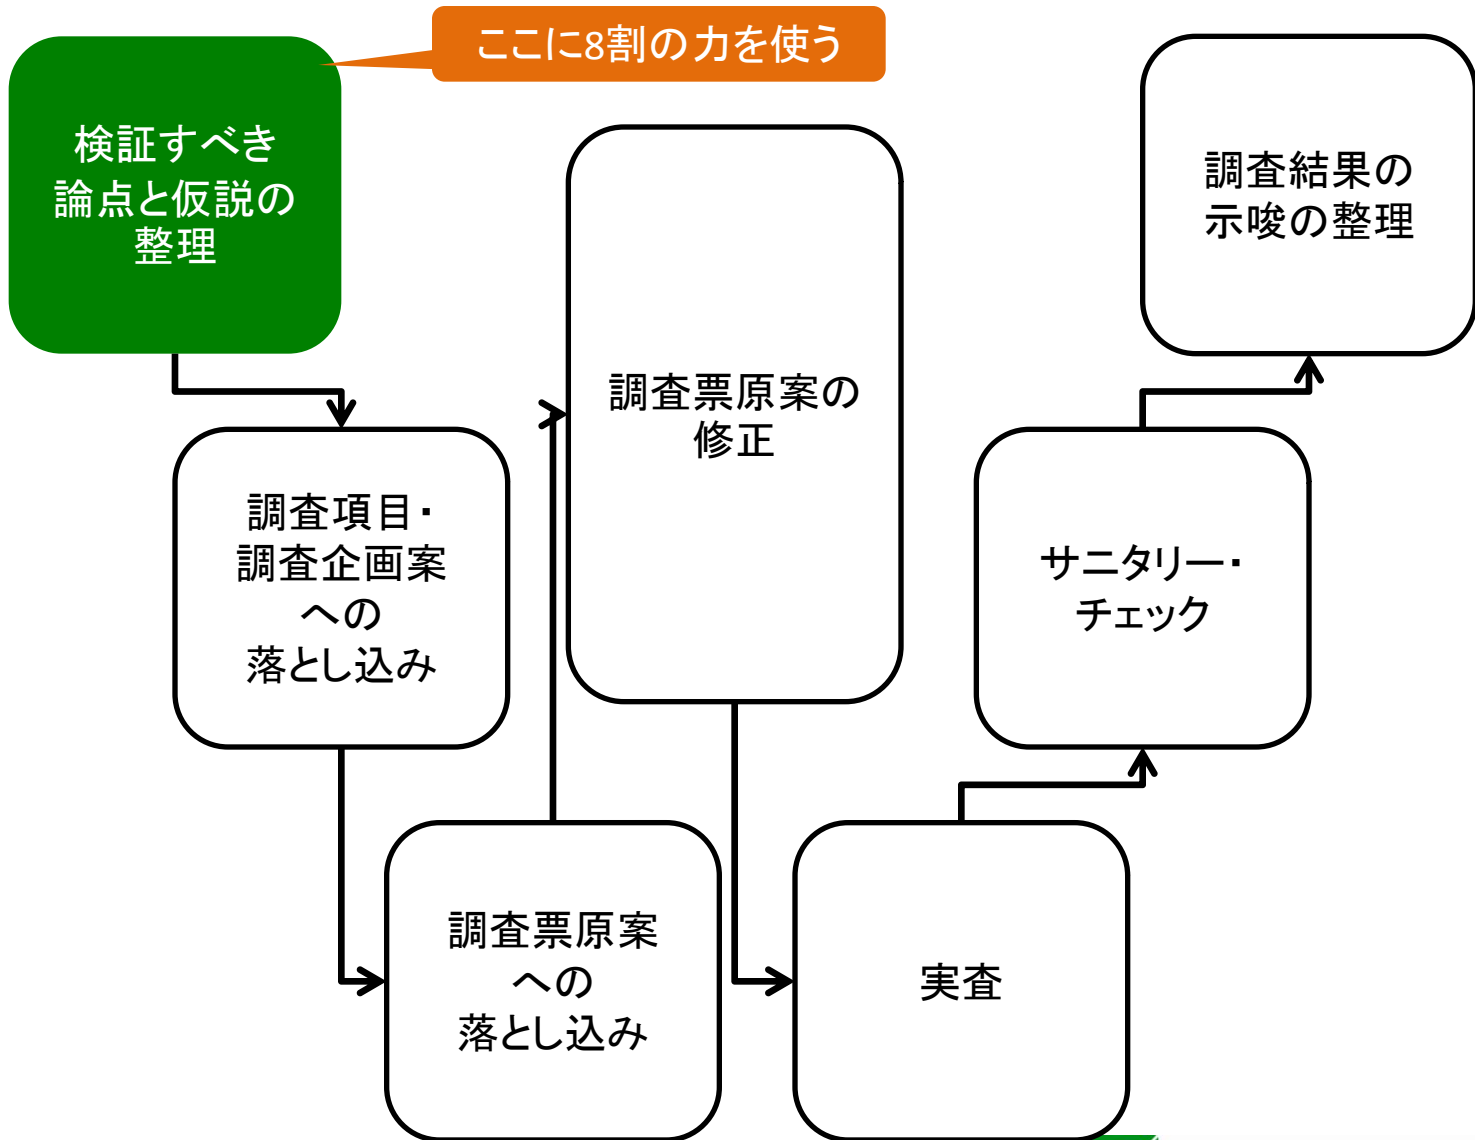 ここに8割の力を使う
検証すべき
論点と仮説の
整理
調査項目・
調査企画案
への
落とし込み
調査票原案
への
落とし込み
調査票原案の
修正
実査
サニタリー・
チェック
調査結果の
示唆の整理